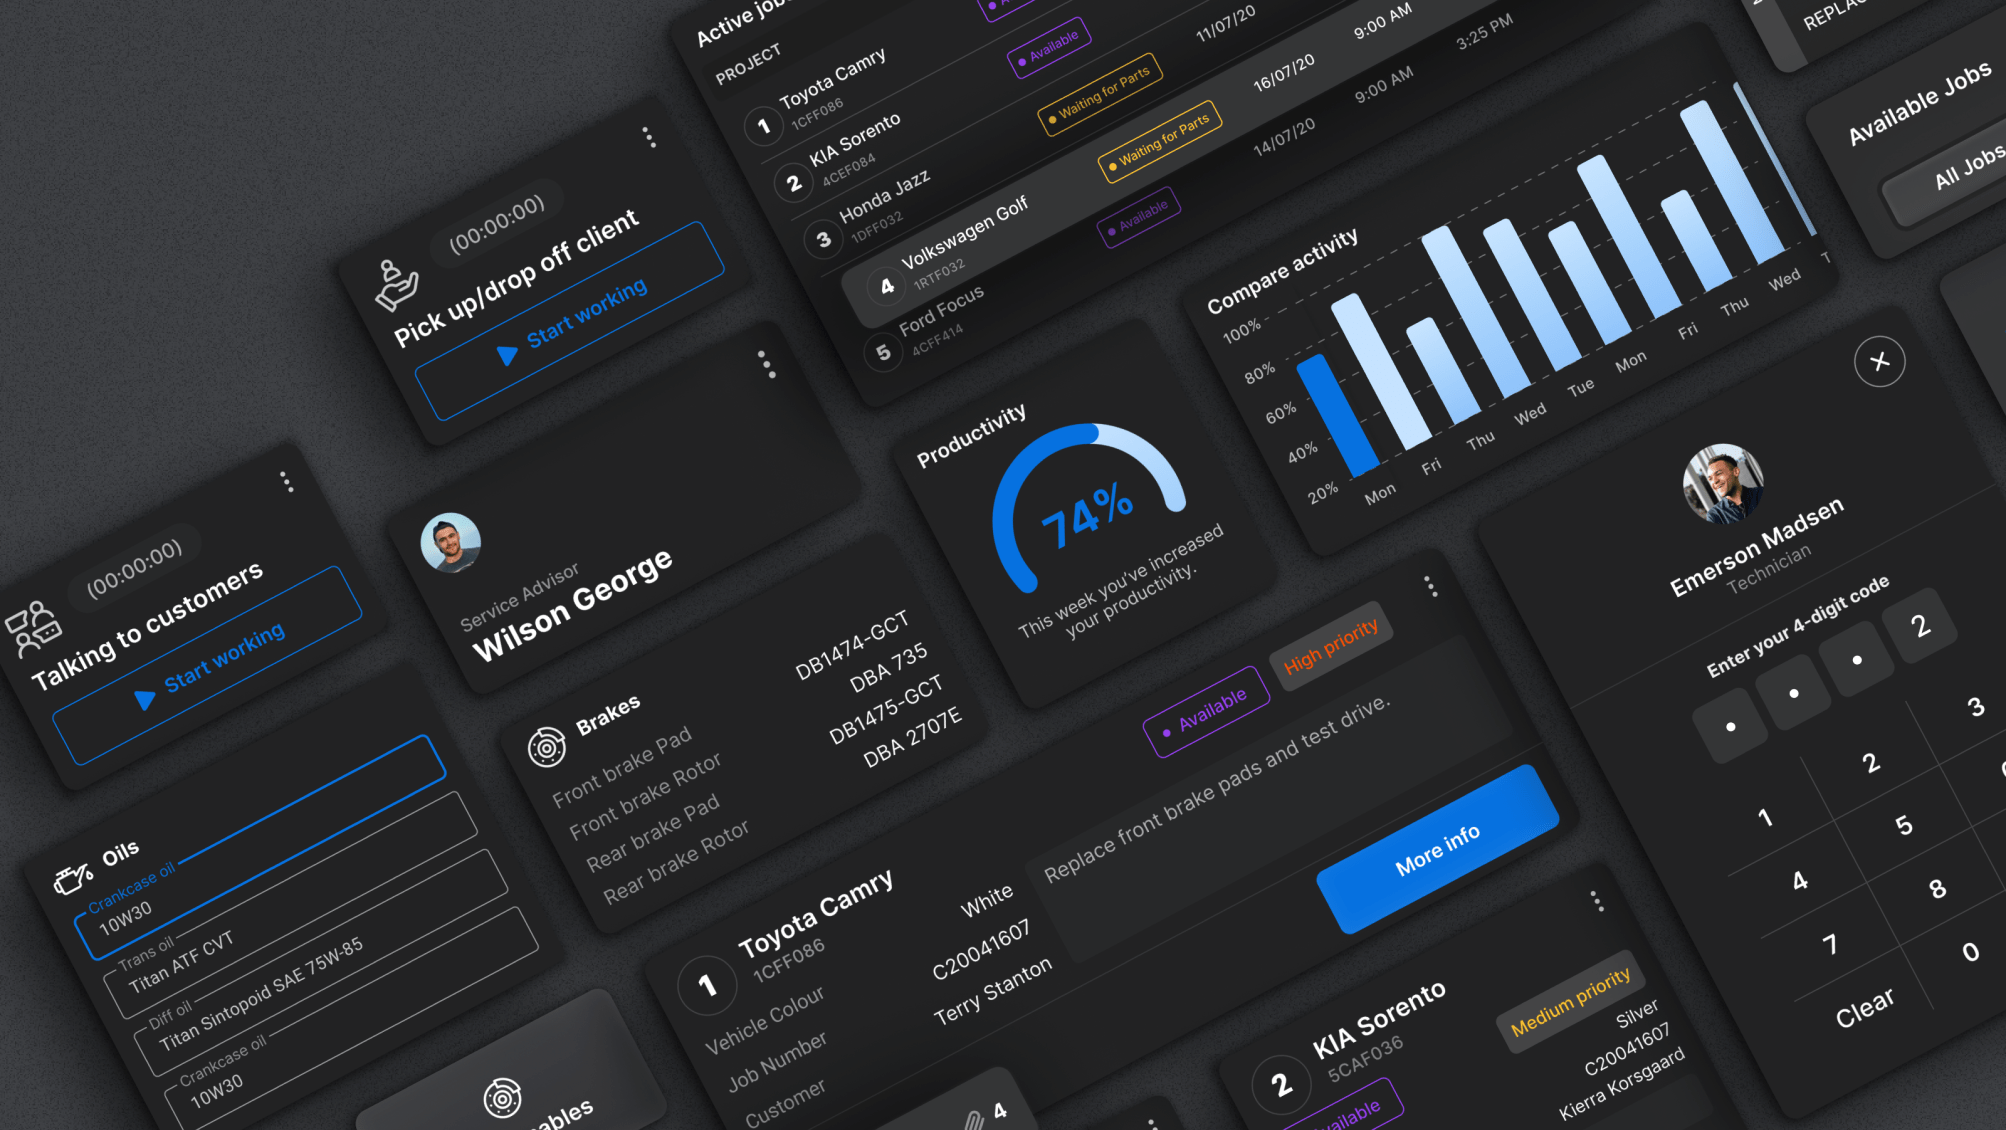 Active jobs
PROJECT
1
Toyota Camry
1CFF086
Available
11/07/20
9:00 AM
2
KIA Sorento
4CEF084
Waiting for Parts
16/07/20
3:25 PM
3
Honda Jazz
1DFF032
Waiting for Parts
9:00 AM
4
Volkswagen Golf
1RTF032
Available
14/07/20
5
Ford Focus
4CFF414
REPLAC
Available Jobs
All Jobs
(00:00:00)
Pick up/drop off client
Start working
(00:00:00)
Talking to customers
Start working
Service Advisor
Wilson George
Productivity
74%
This week you've increased
your productivity.
Compare activity
100%
80%
60%
40%
20%
Mon
Fri
Thu
Wed
Tue
Mon
Fri
Thu
Wed
T
Emerson Madsen
Technician
Enter your 4-digit code
2
1
2
3
4
5
7
8
Clear
0
Oils
Crankcase oil
10W30
Trans oil
Titan ATF CVT
Diff oil
Titan Sintopoid SAE 75W-85
Crankcase oil
10W30
Brakes
Front brake Pad
DB1474-GCT
Front brake Rotor
DBA 735
Rear brake Pad
DB1475-GCT
Rear brake Rotor
DBA 2707E
ables
1
Toyota Camry
1CFF086
Available
High priority
Vehicle Colour
White
Job Number
C20041607
Customer
Terry Stanton
Replace front brake pads and test drive.
More info
4
2
KIA Sorento
5CAF036
Medium priority
Available
Silver
C20041607
Kierra Korsgaard